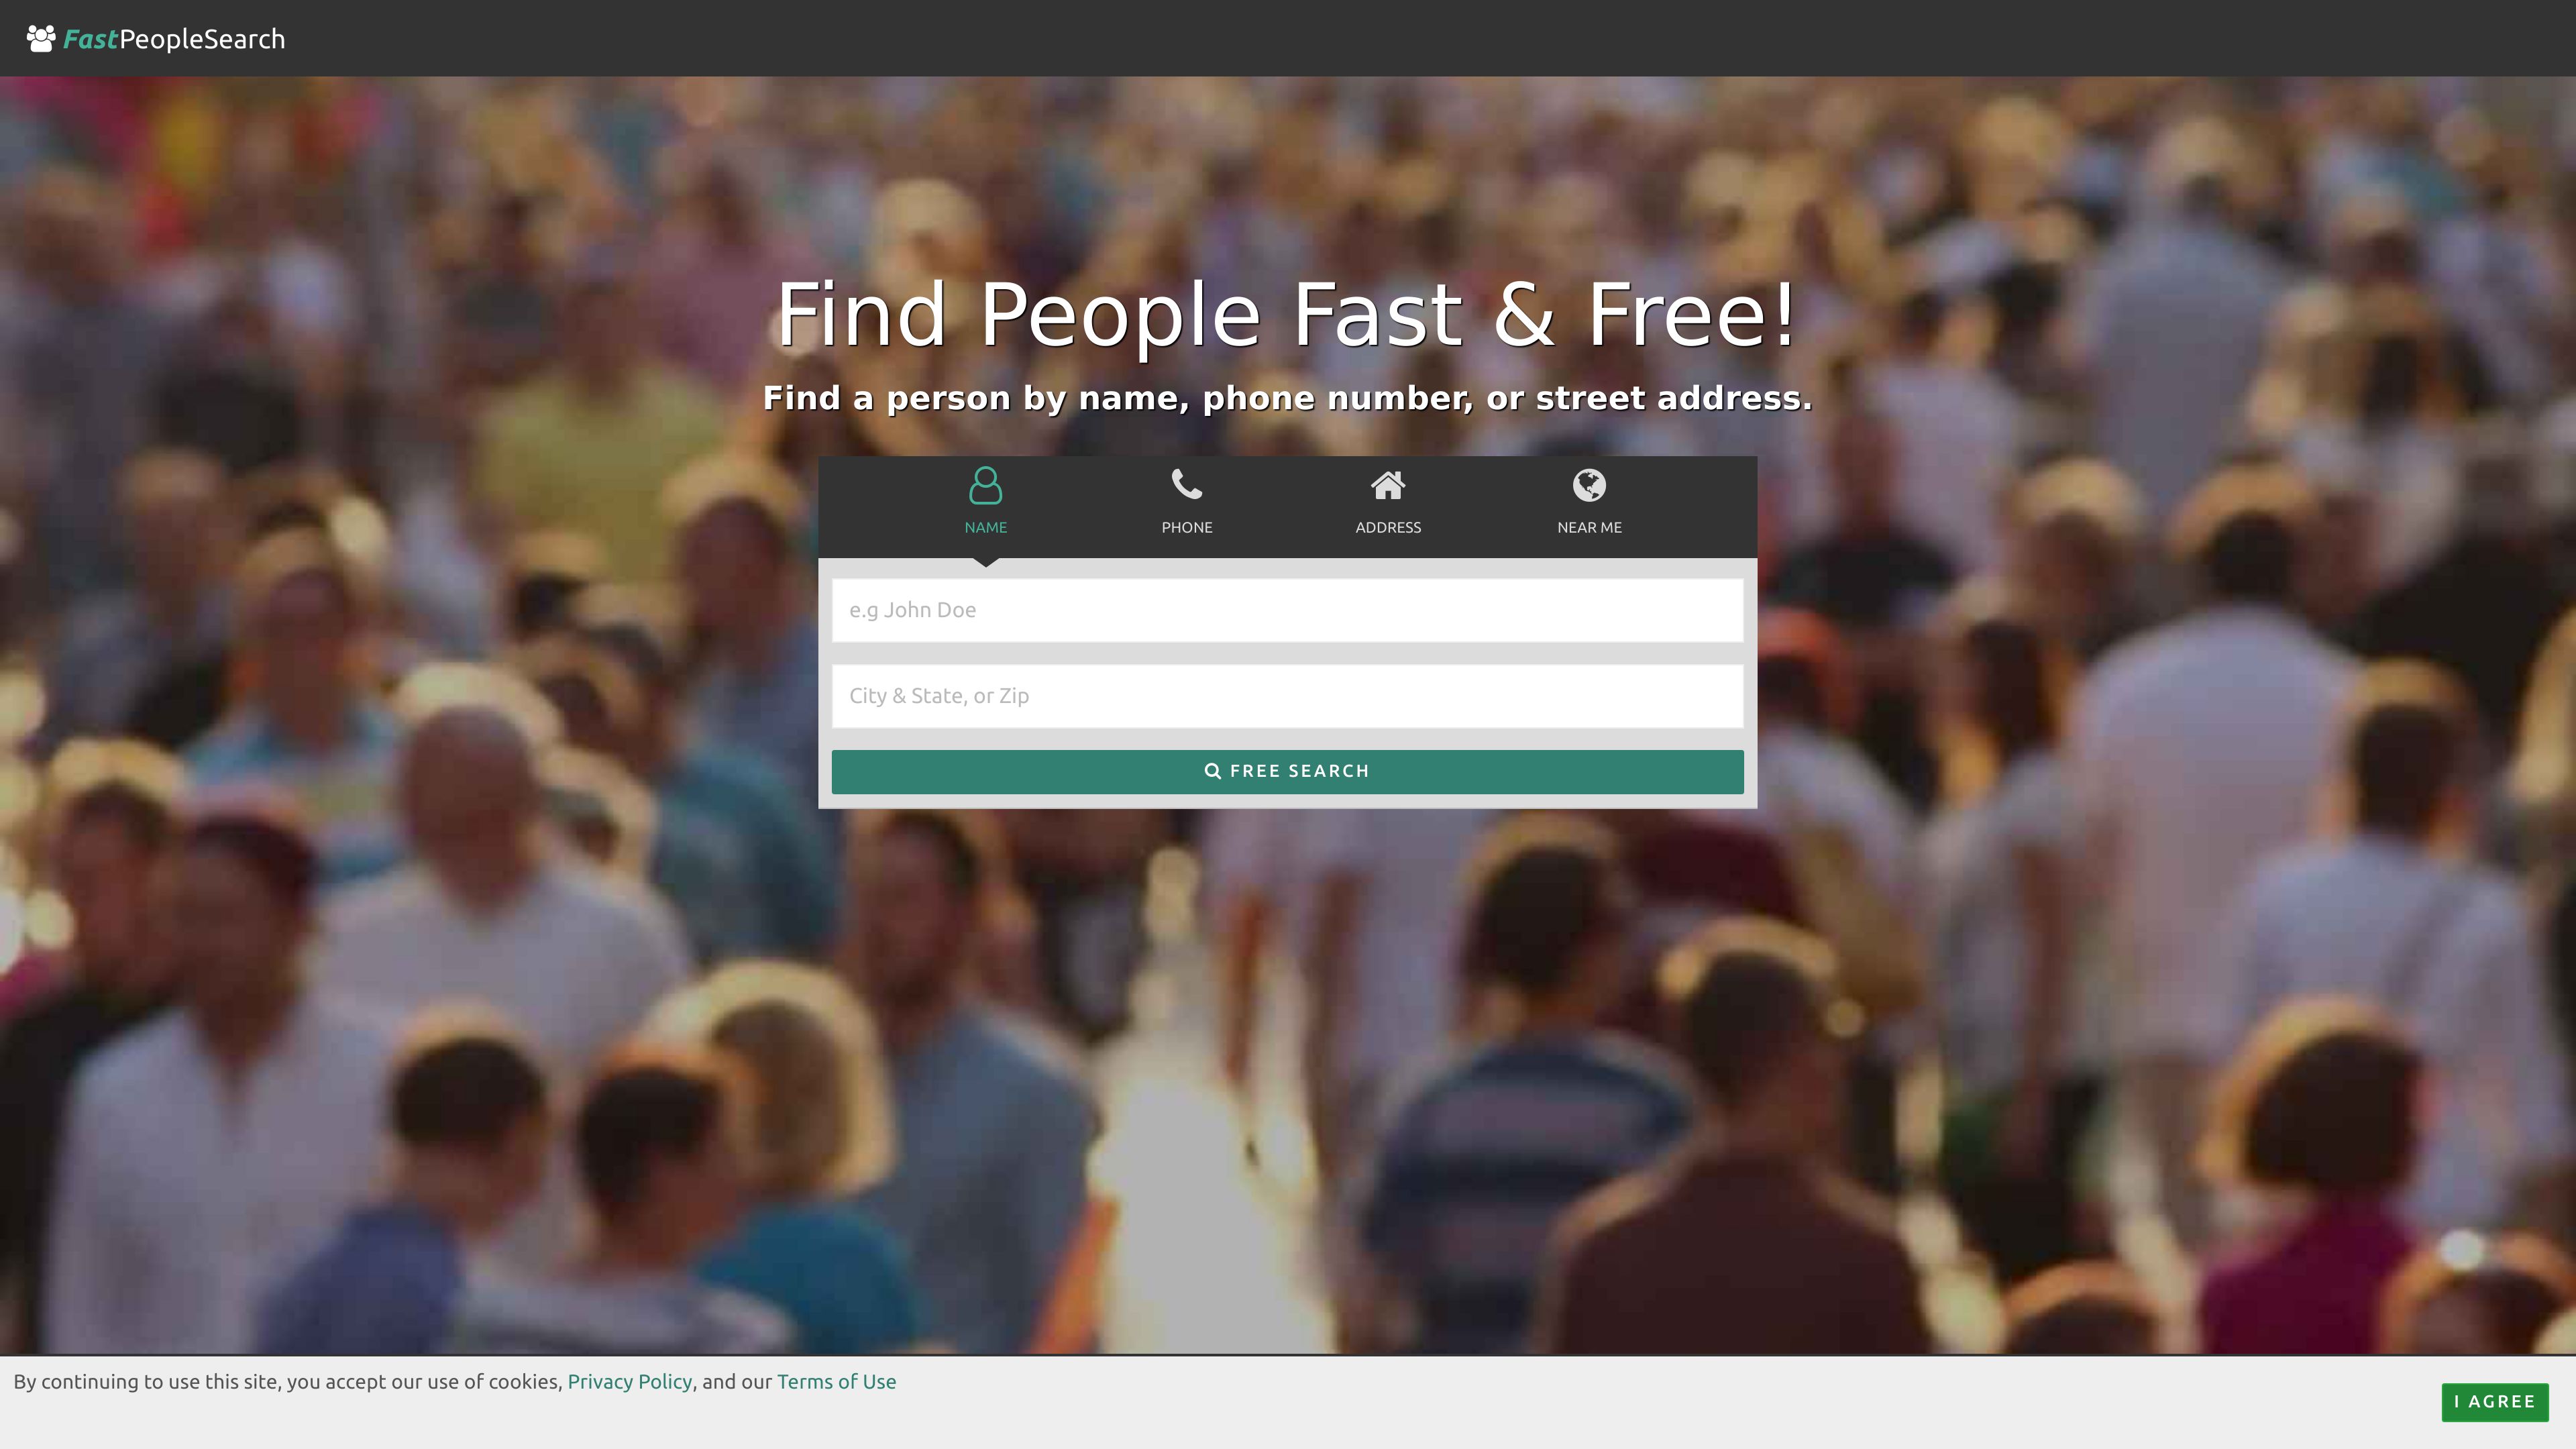 FastPeopleSearch
Find People Fast & Free!
Find a person by name, phone number, or street address.
NAME
PHONE
ADDRESS
NEAR ME
e.g John Doe
City & State, or Zip
FREE SEARCH
By continuing to use this site, you accept our use of cookies, Privacy Policy, and our Terms of Use
I AGREE